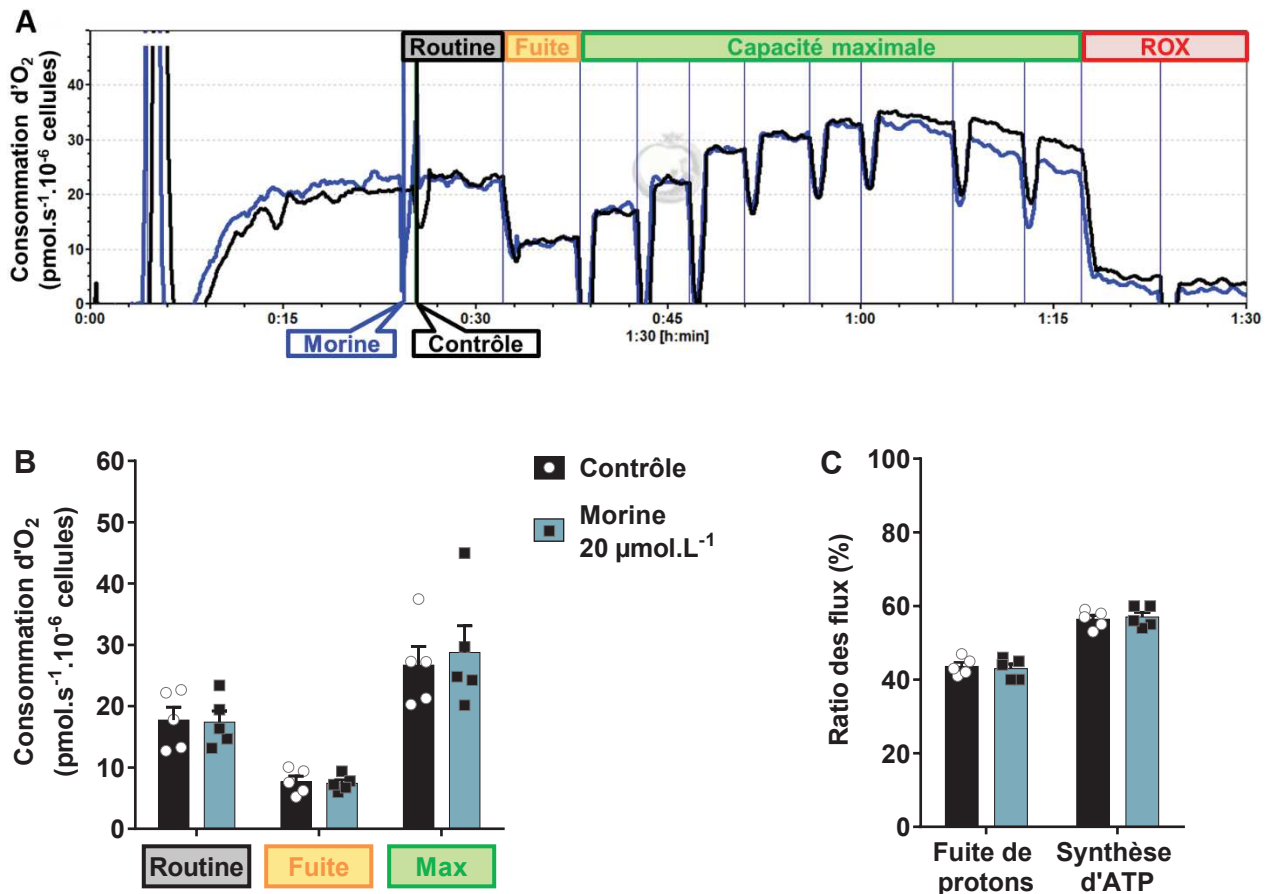 A
Routine
Fuite
Capacité maximale
ROX
Consommation d'O₂
(pmol.s⁻¹.10⁻⁶ cellules)
40
30
20
10
0
0:00
0:15
0:30
0:45
1:00
1:15
1:30
1:30 [h:min]
Morine
Contrôle
B
Consommation d'O₂
(pmol.s⁻¹.10⁻⁶ cellules)
60
50
40
30
20
10
0
Routine
Fuite
Max
Contrôle
Morine
20 µmol.L⁻¹
C
Ratio des flux (%)
100
80
60
40
20
0
Fuite de
protons
Synthèse
d'ATP